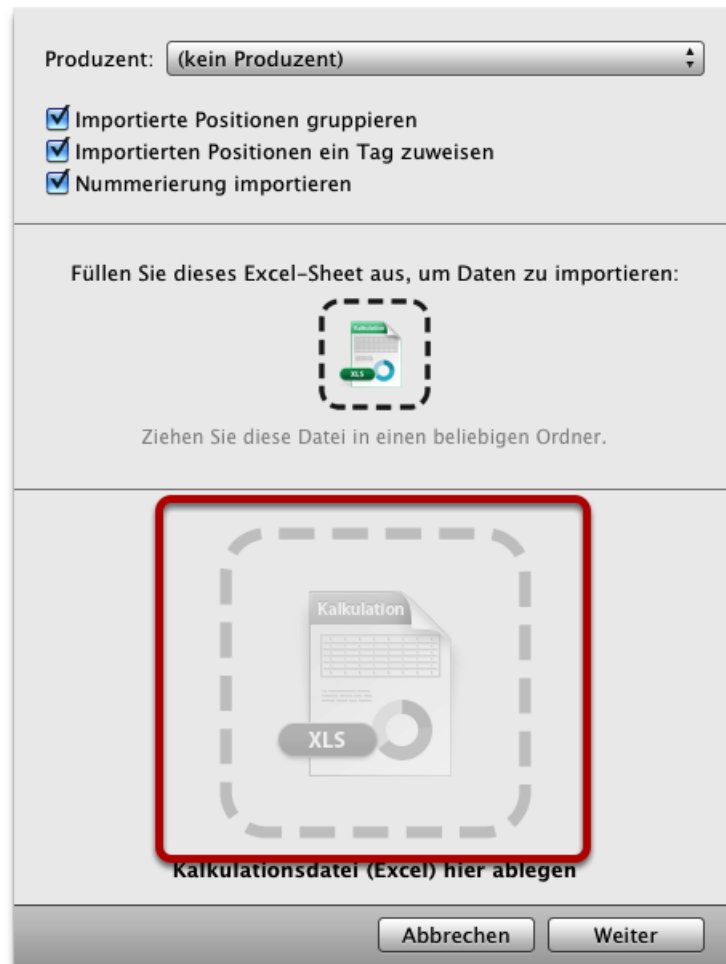 Produzent: (kein Produzent)
Importierte Positionen gruppieren
Importierten Positionen ein Tag zuweisen
Nummerierung importieren
Füllen Sie dieses Excel-Sheet aus, um Daten zu importieren:
Kalkulation
XLS
Ziehen Sie diese Datei in einen beliebigen Ordner.
Kalkulation
XLS
Kalkulationsdatei (Excel) hier ablegen
Abbrechen Weiter